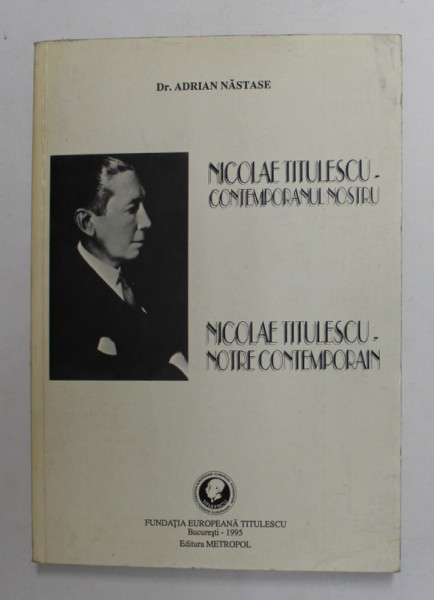 Dr. ADRIAN NĂSTASE
NICOLAE TITULESCU -
CONTEMPORANUL NOSTRU
NICOLAE TITULESCU -
NOTRE CONTEMPORAIN
FUNDAȚIA EUROPEANĂ TITULESCU
București - 1995
Editura METROPOL